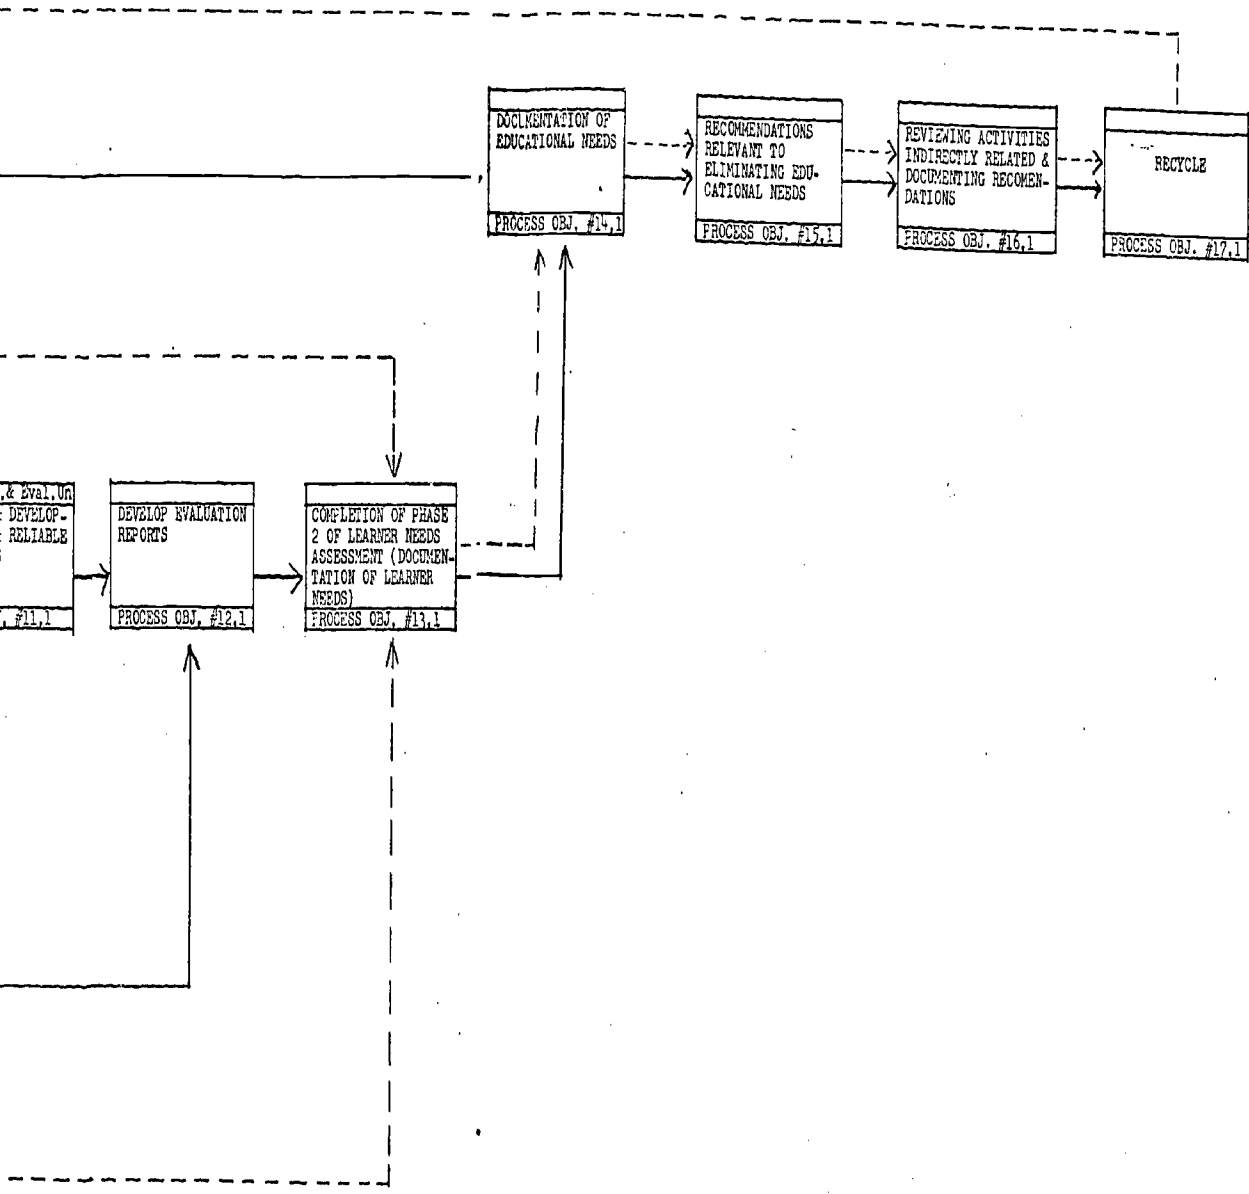 DOCUMENTATION OF
EDUCATIONAL NEEDS
PROCESS OBJ. #14.1
RECOMMENDATIONS
RELEVANT TO
ELIMINATING EDU-
CATIONAL NEEDS
PROCESS OBJ. #15.1
REVIEWING ACTIVITIES
INDIRECTLY RELATED &
DOCUMENTING RECOMEN-
DATIONS
PROCESS OBJ. #16.1
RECYCLE
PROCESS OBJ. #17.1
.& Eval.Un
DEVELOP-
RELIABLE
#11.1
DEVELOP EVALUATION
REPORTS
PROCESS OBJ. #12.1
COMPLETION OF PHASE
2 OF LEARNER NEEDS
ASSESSMENT (DOCUMEN-
TATION OF LEARNER
NEEDS)
PROCESS OBJ. #13.1